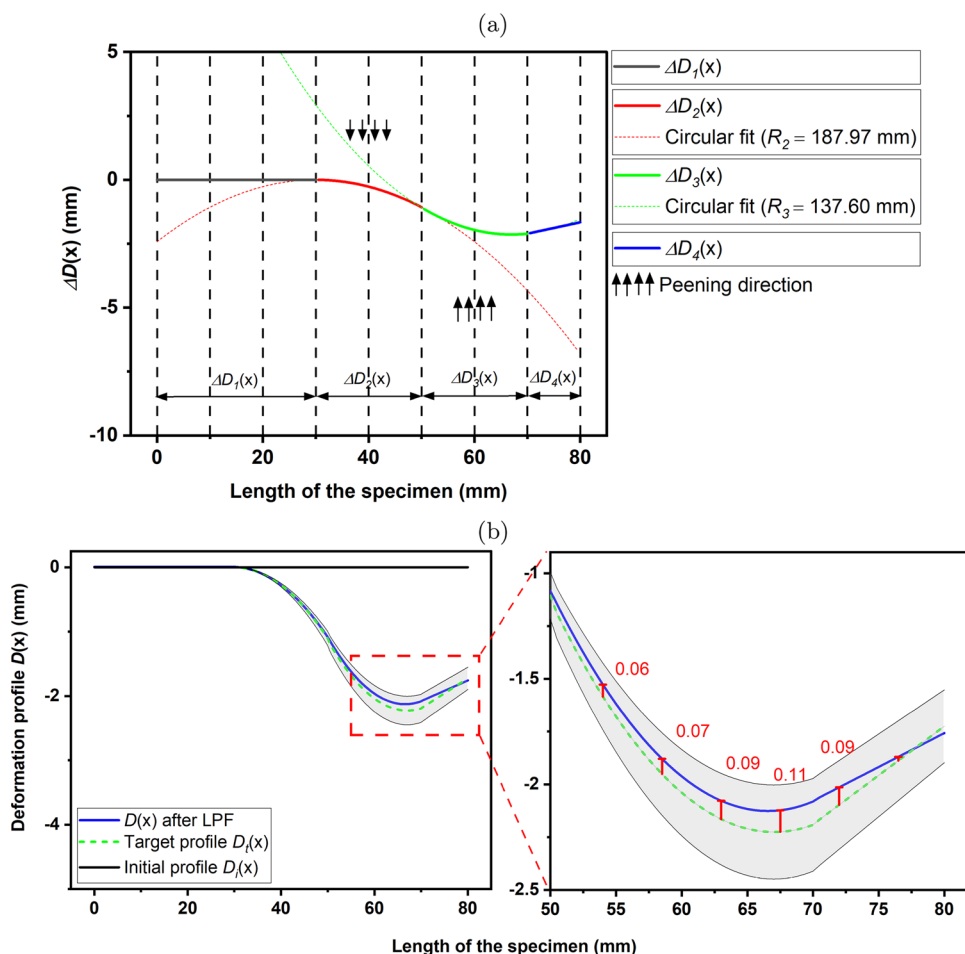 (a)
ΔD(x) (mm)
5
0
-5
-10
0 20 40 60 80
Length of the specimen (mm)
ΔD₁(x) ΔD₂(x) ΔD₃(x) ΔD₄(x)
ΔD₁(x)
ΔD₂(x)
Circular fit (R₂ = 187.97 mm)
ΔD₃(x)
Circular fit (R₃ = 137.60 mm)
ΔD₄(x)
Peening direction
(b)
Deformation profile D(x) (mm)
0
-2
-4
0 20 40 60 80
D(x) after LPF
Target profile Dₜ(x)
Initial profile Dᵢ(x)
-1
-1.5
-2
-2.5
0.06
0.07
0.09
0.11
0.09
50 55 60 65 70 75 80
Length of the specimen (mm)